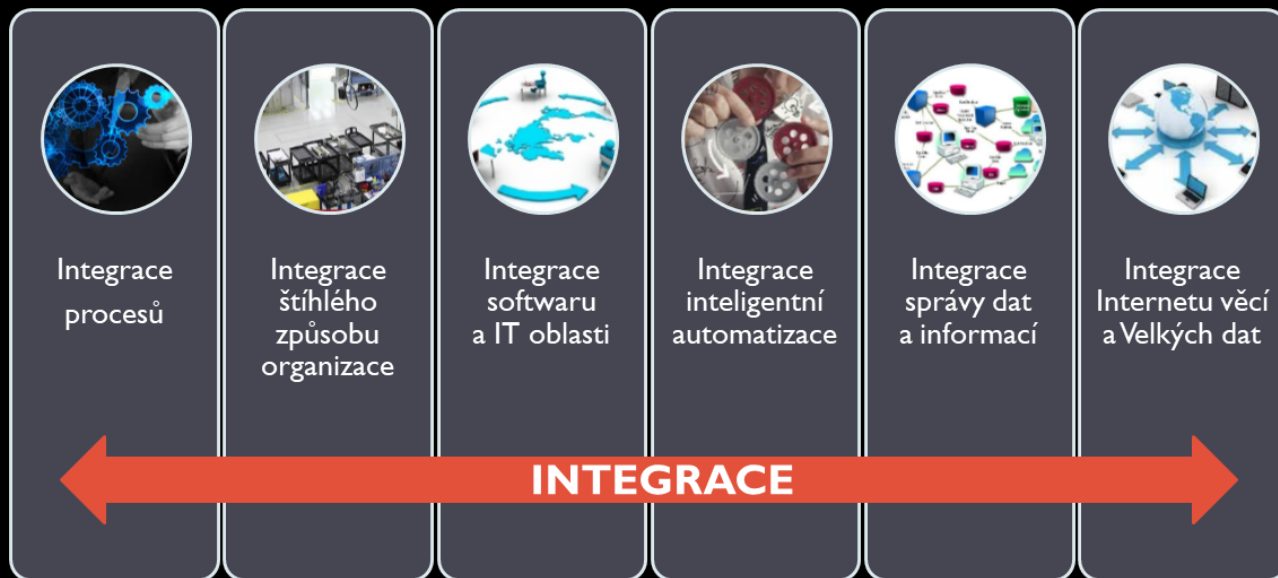 Integrace
procesů
Integrace
štíhlého
způsobu
organizace
Integrace
softwaru
a IT oblasti
Integrace
inteligentní
automatizace
Integrace
správy dat
a informací
Integrace
Internetu věcí
a Velkých dat
INTEGRACE